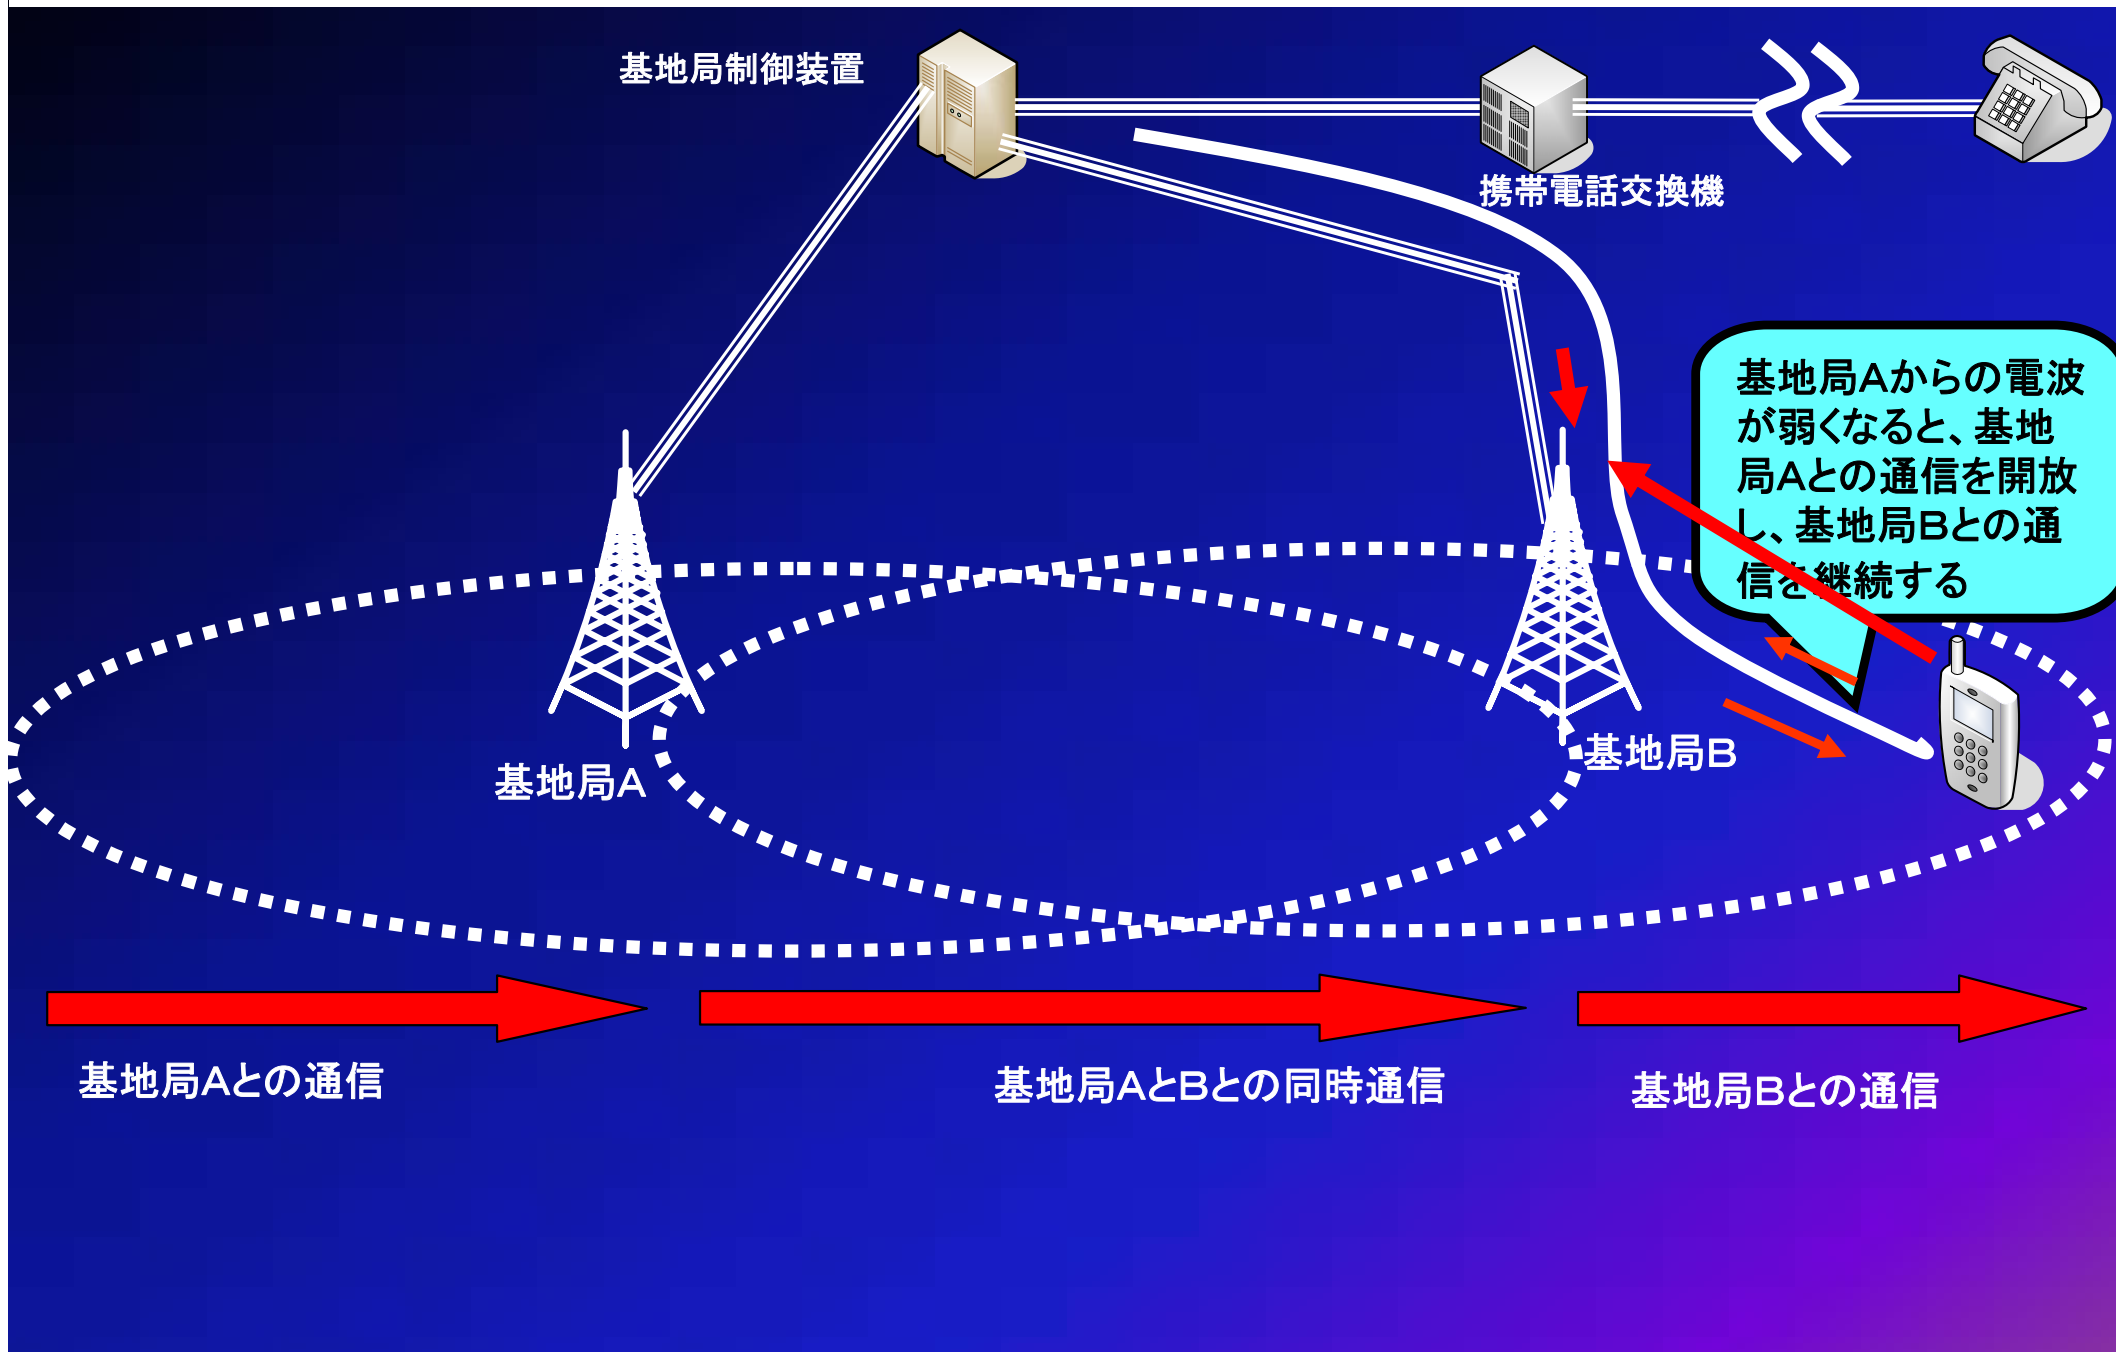 基地局制御装置
携帯電話交換機
基地局Aからの電波
が弱くなると、基地
局Aとの通信を開放
し、基地局Bとの通
信を継続する
基地局B
基地局A
基地局Aとの通信
基地局AとBとの同時通信
基地局Bとの通信